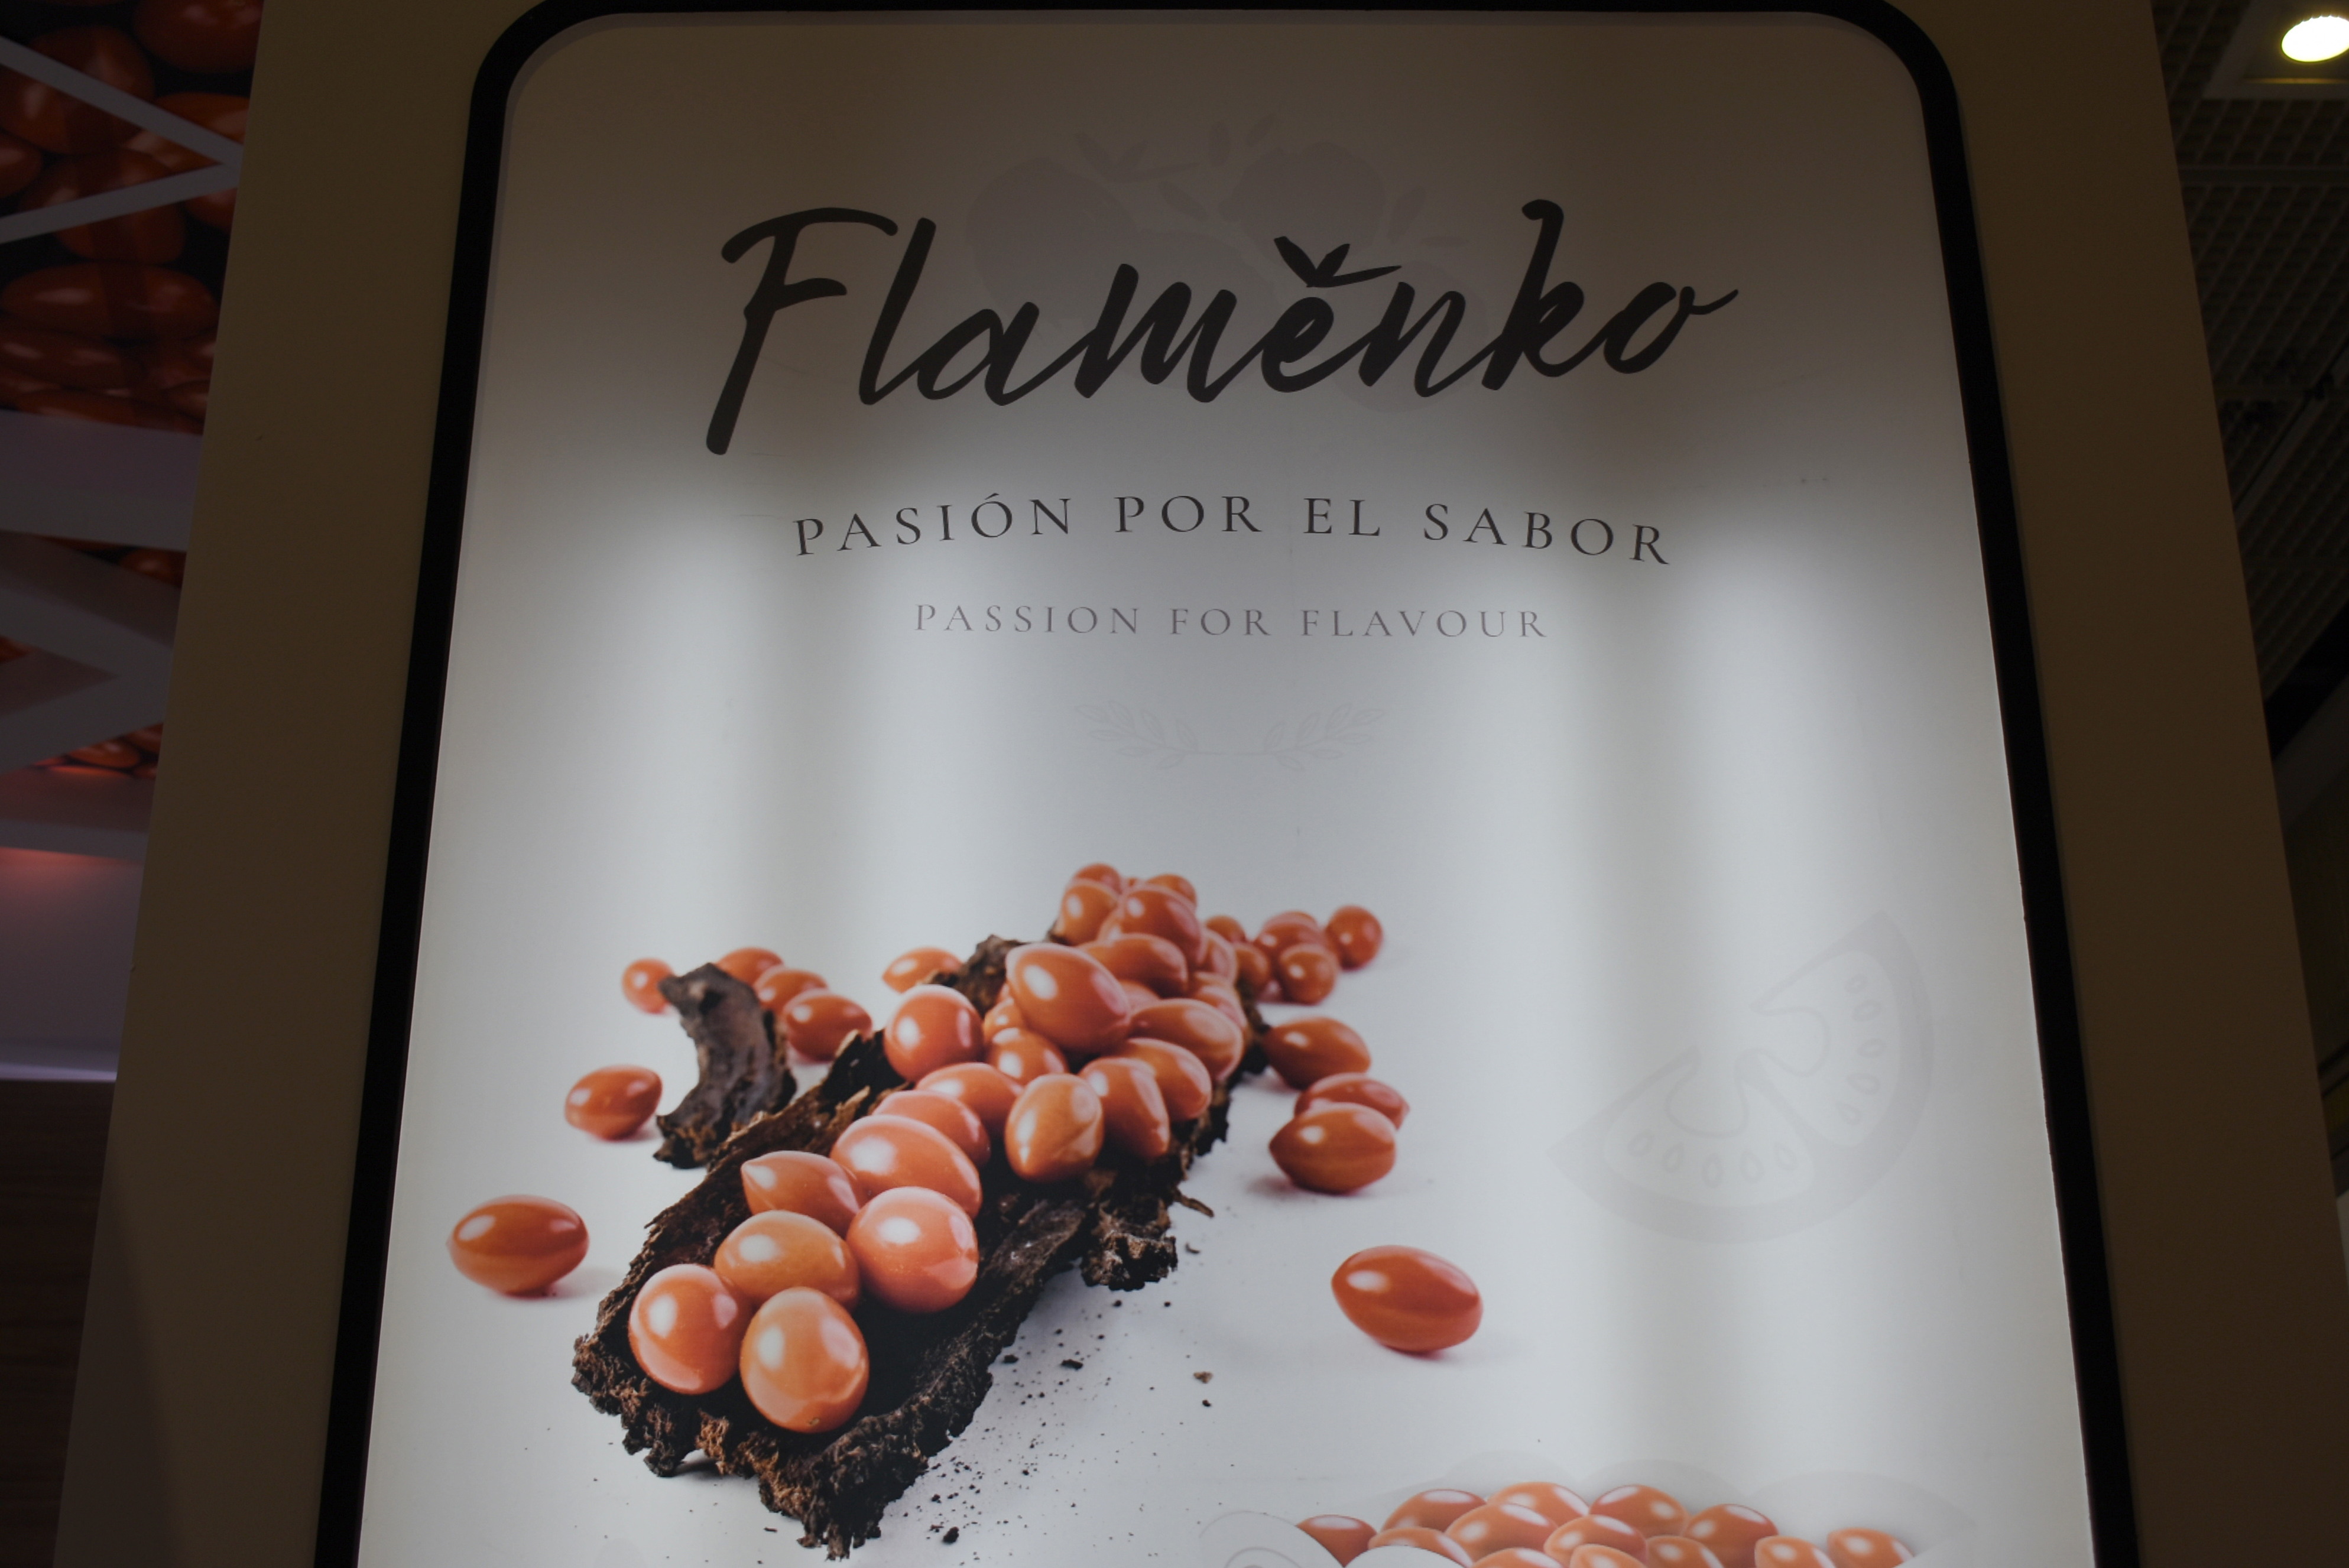 Flaměnko
PASIÓN POR EL SABOR
PASSION FOR FLAVOUR